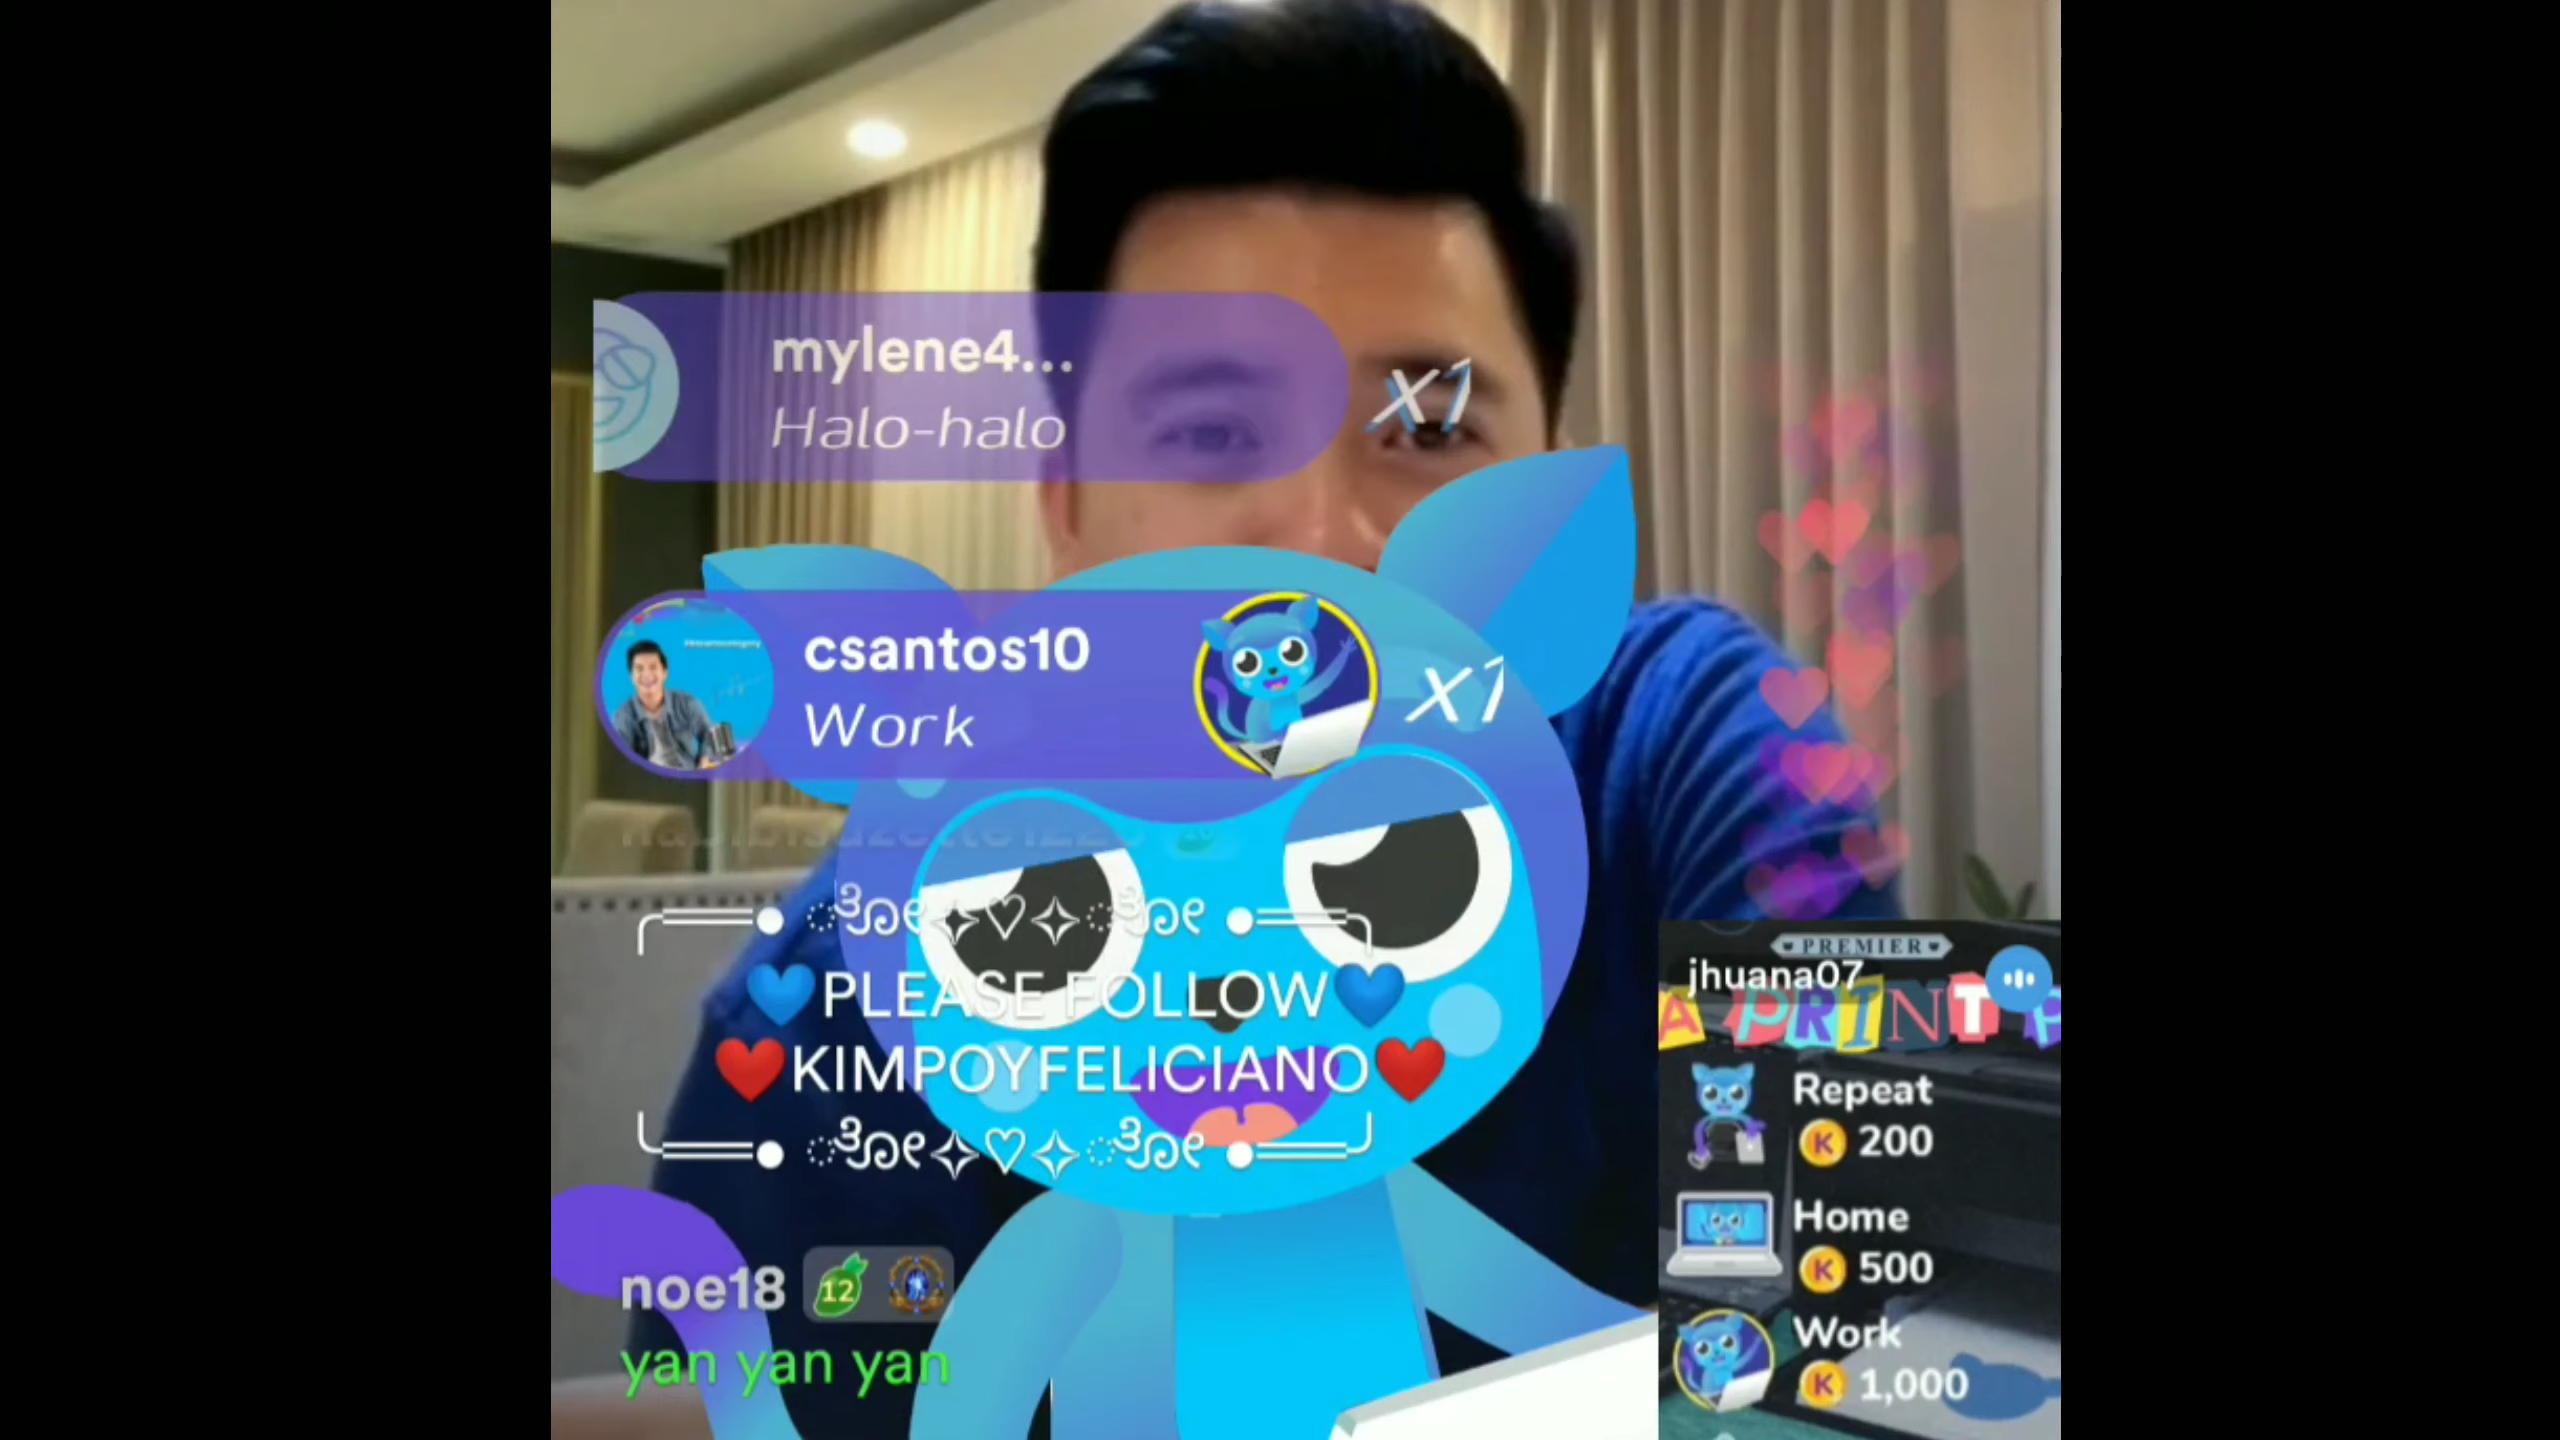 mylene4...
Halo-halo
X1
csantos10
Work
X1
💙PLEASE FOLLOW💙
❤️KIMPOYFELICIANO❤️
noe18
12
yan yan yan
PREMIER
jhuana07
A PRINT P
Repeat
K 200
Home
K 500
Work
K 1,000